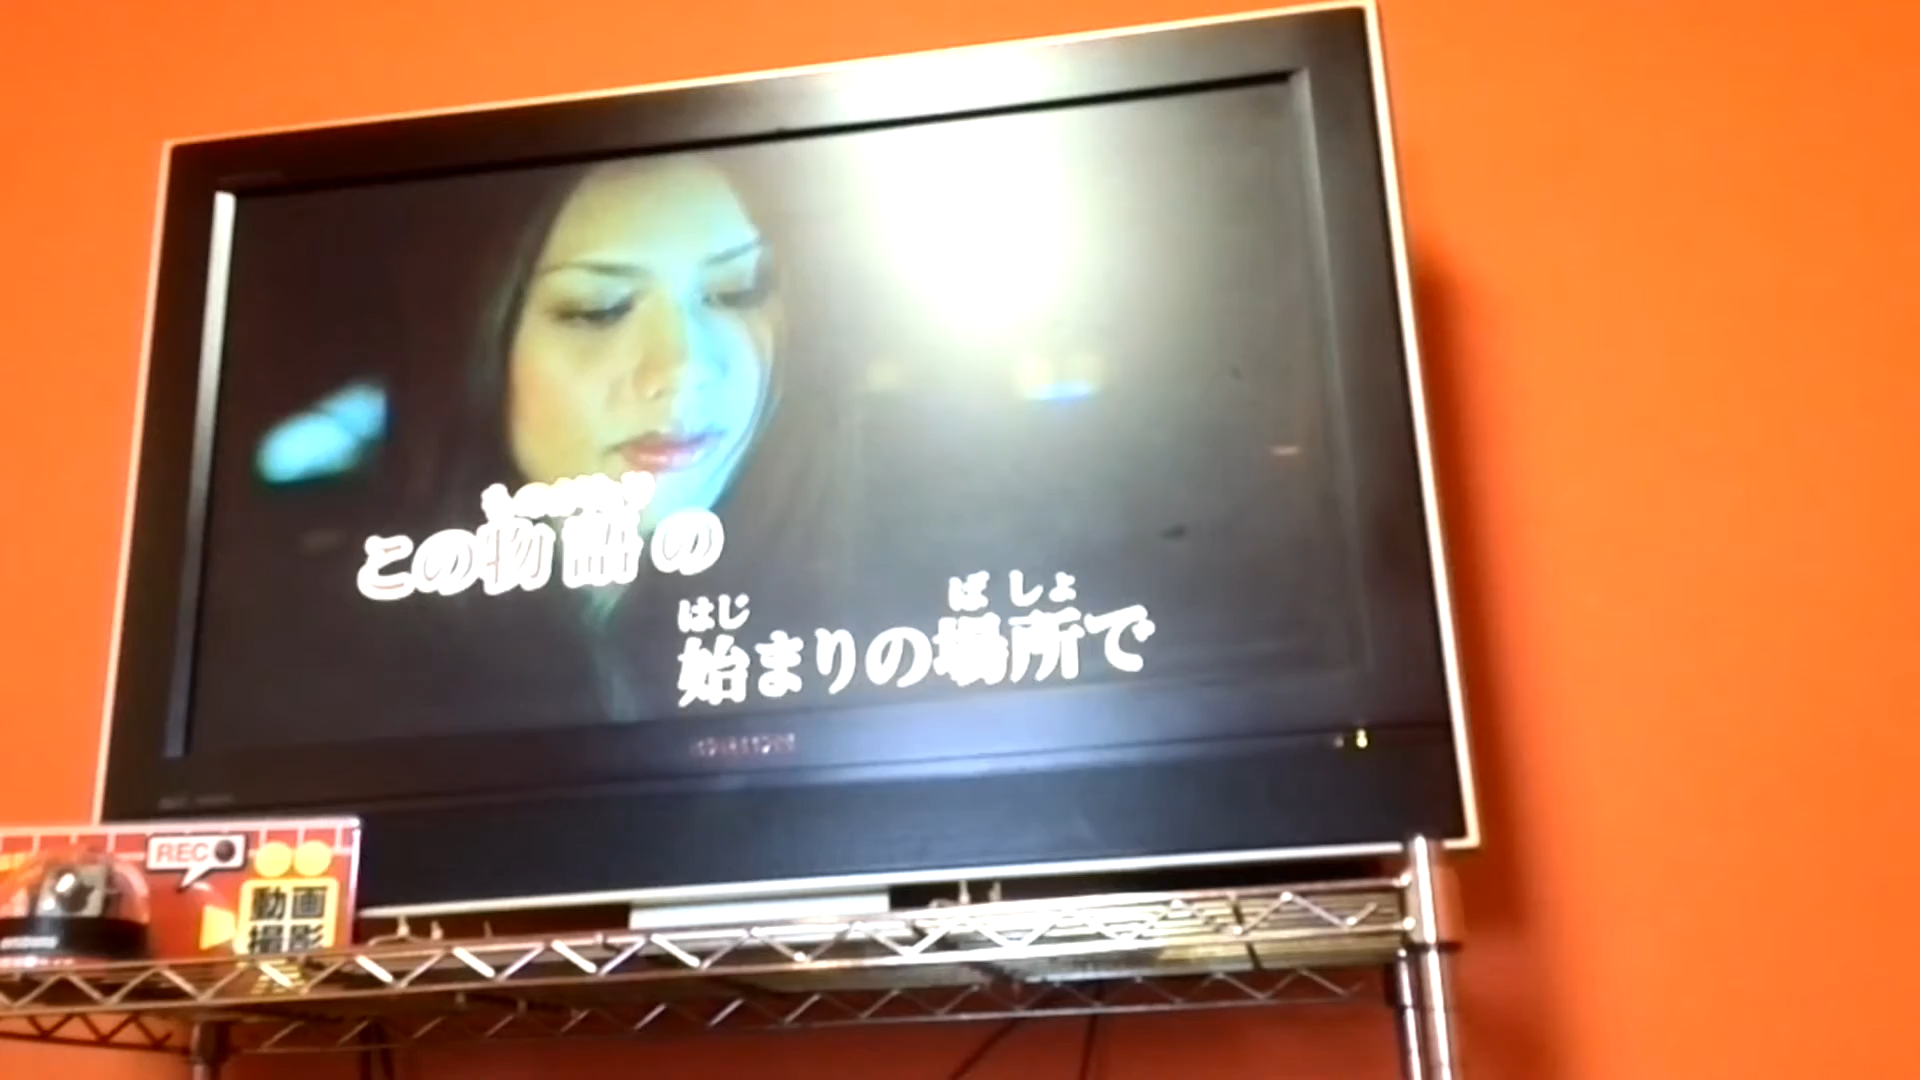 この物語の
はじ
ばしょ
始まりの場所で
REC
動画
撮影